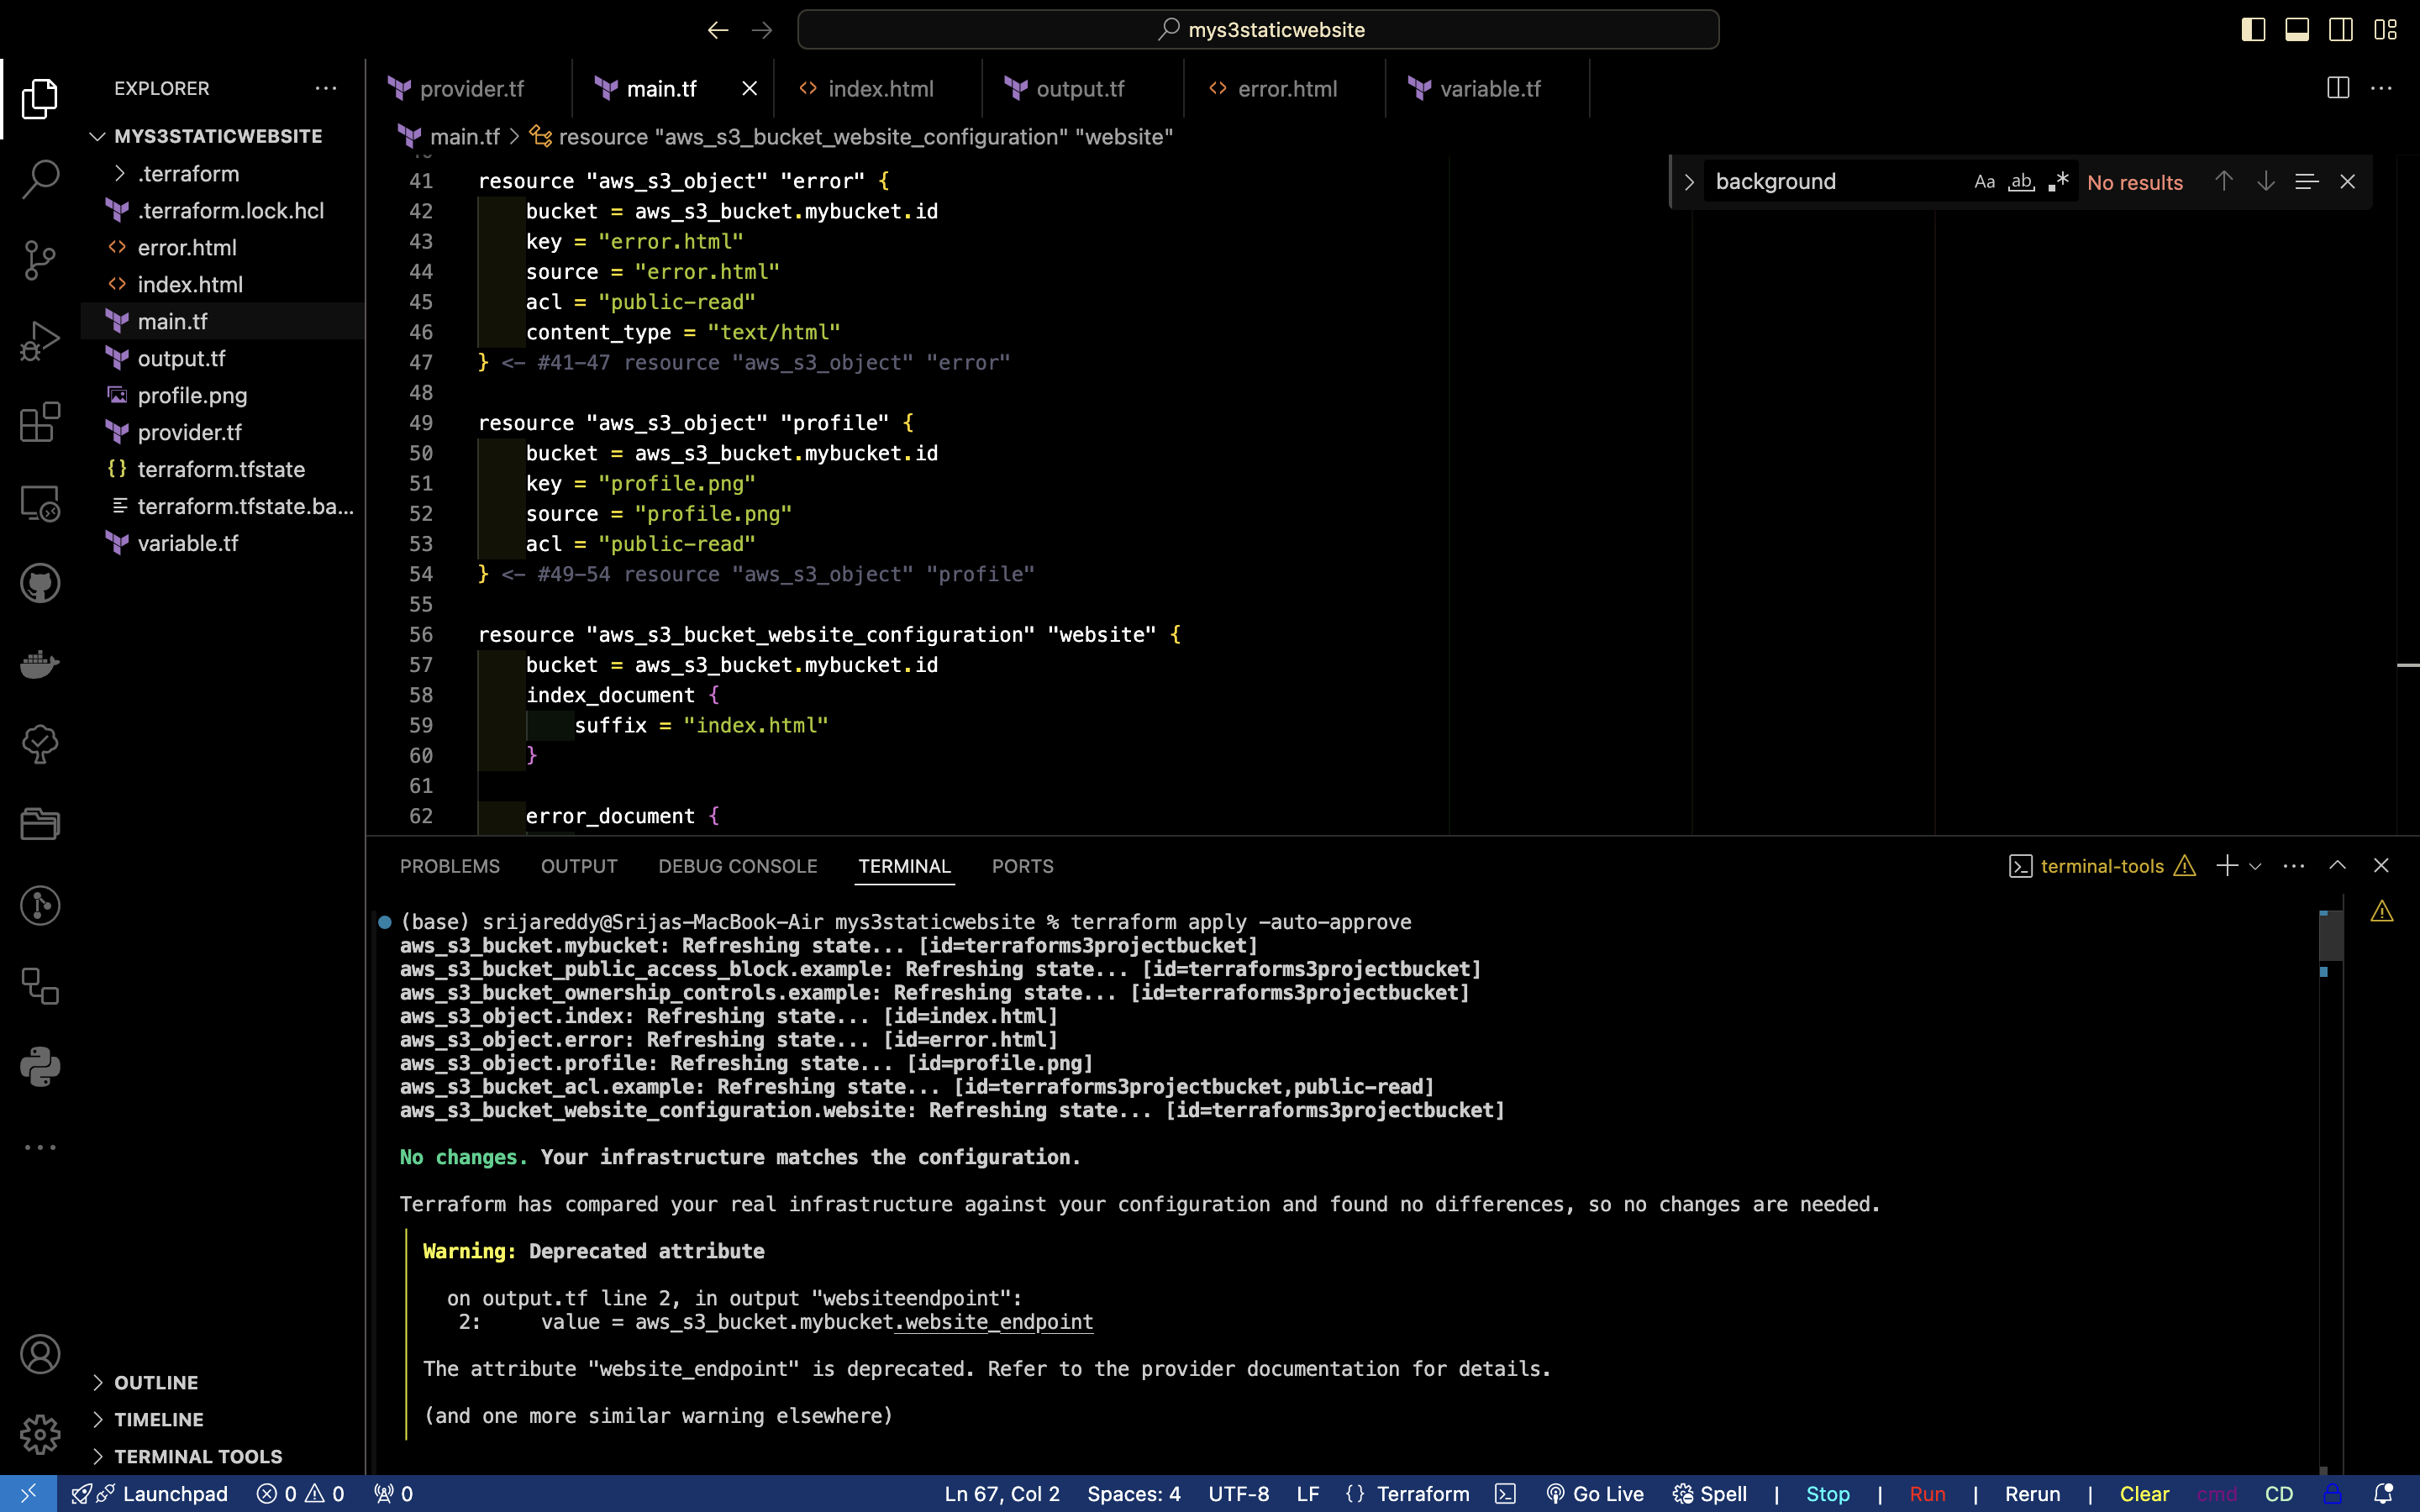 mys3staticwebsite
EXPLORER
MYS3STATICWEBSITE
.terraform
.terraform.lock.hcl
error.html
index.html
main.tf
output.tf
profile.png
provider.tf
terraform.tfstate
terraform.tfstate.ba...
variable.tf
OUTLINE
TIMELINE
TERMINAL TOOLS
provider.tf
main.tf
index.html
output.tf
error.html
variable.tf
main.tf > resource "aws_s3_bucket_website_configuration" "website"
background
Aa ab .* No results
41 resource "aws_s3_object" "error" {
42 bucket = aws_s3_bucket.mybucket.id
43 key = "error.html"
44 source = "error.html"
45 acl = "public-read"
46 content_type = "text/html"
47 } <- #41-47 resource "aws_s3_object" "error"
48
49 resource "aws_s3_object" "profile" {
50 bucket = aws_s3_bucket.mybucket.id
51 key = "profile.png"
52 source = "profile.png"
53 acl = "public-read"
54 } <- #49-54 resource "aws_s3_object" "profile"
55
56 resource "aws_s3_bucket_website_configuration" "website" {
57 bucket = aws_s3_bucket.mybucket.id
58 index_document {
59 suffix = "index.html"
60 }
61
62 error_document {
PROBLEMS OUTPUT DEBUG CONSOLE TERMINAL PORTS
terminal-tools
(base) srijareddy@Srijas-MacBook-Air mys3staticwebsite % terraform apply -auto-approve
aws_s3_bucket.mybucket: Refreshing state... [id=terraforms3projectbucket]
aws_s3_bucket_public_access_block.example: Refreshing state... [id=terraforms3projectbucket]
aws_s3_bucket_ownership_controls.example: Refreshing state... [id=terraforms3projectbucket]
aws_s3_object.index: Refreshing state... [id=index.html]
aws_s3_object.error: Refreshing state... [id=error.html]
aws_s3_object.profile: Refreshing state... [id=profile.png]
aws_s3_bucket_acl.example: Refreshing state... [id=terraforms3projectbucket,public-read]
aws_s3_bucket_website_configuration.website: Refreshing state... [id=terraforms3projectbucket]
No changes. Your infrastructure matches the configuration.
Terraform has compared your real infrastructure against your configuration and found no differences, so no changes are needed.
Warning: Deprecated attribute
on output.tf line 2, in output "websiteendpoint":
2: value = aws_s3_bucket.mybucket.website_endpoint
The attribute "website_endpoint" is deprecated. Refer to the provider documentation for details.
(and one more similar warning elsewhere)
Launchpad 0 0 0 Ln 67, Col 2 Spaces: 4 UTF-8 LF {} Terraform Go Live Spell | Stop | Run | Rerun | Clear cmd CD